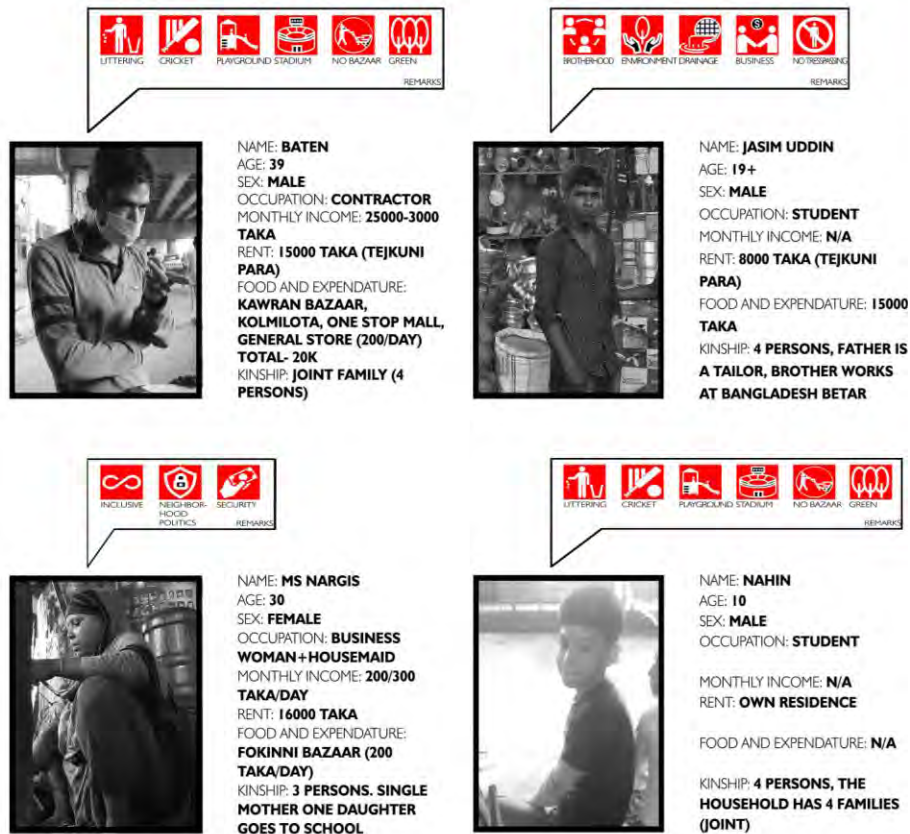 LITTERING CRICKET PLAYGROUND STADIUM NO BAZAAR GREEN
REMARKS
NAME: BATEN
AGE: 39
SEX: MALE
OCCUPATION: CONTRACTOR
MONTHLY INCOME: 25000-3000
TAKA
RENT: 15000 TAKA (TEJKUNI
PARA)
FOOD AND EXPENDATURE:
KAWRAN BAZAAR,
KOLMILOTA, ONE STOP MALL,
GENERAL STORE (200/DAY)
TOTAL- 20K
KINSHIP: JOINT FAMILY (4
PERSONS)
BROTHERHOOD ENVIRONMENT DRAINAGE BUSINESS NO TRESPASSING
REMARKS
NAME: JASIM UDDIN
AGE: 19+
SEX: MALE
OCCUPATION: STUDENT
MONTHLY INCOME: N/A
RENT: 8000 TAKA (TEJKUNI
PARA)
FOOD AND EXPENDATURE: 15000
TAKA
KINSHIP: 4 PERSONS, FATHER IS
A TAILOR, BROTHER WORKS
AT BANGLADESH BETAR
INCLUSIVE NEIGHBOR-
HOOD
POLITICS SECURITY
REMARKS
NAME: MS NARGIS
AGE: 30
SEX: FEMALE
OCCUPATION: BUSINESS
WOMAN+HOUSEMAID
MONTHLY INCOME: 200/300
TAKA/DAY
RENT: 16000 TAKA
FOOD AND EXPENDATURE:
FOKINNI BAZAAR (200
TAKA/DAY)
KINSHIP: 3 PERSONS. SINGLE
MOTHER ONE DAUGHTER
GOES TO SCHOOL
LITTERING CRICKET PLAYGROUND STADIUM NO BAZAAR GREEN
REMARKS
NAME: NAHIN
AGE: 10
SEX: MALE
OCCUPATION: STUDENT
MONTHLY INCOME: N/A
RENT: OWN RESIDENCE
FOOD AND EXPENDATURE: N/A
KINSHIP: 4 PERSONS, THE
HOUSEHOLD HAS 4 FAMILIES
(JOINT)